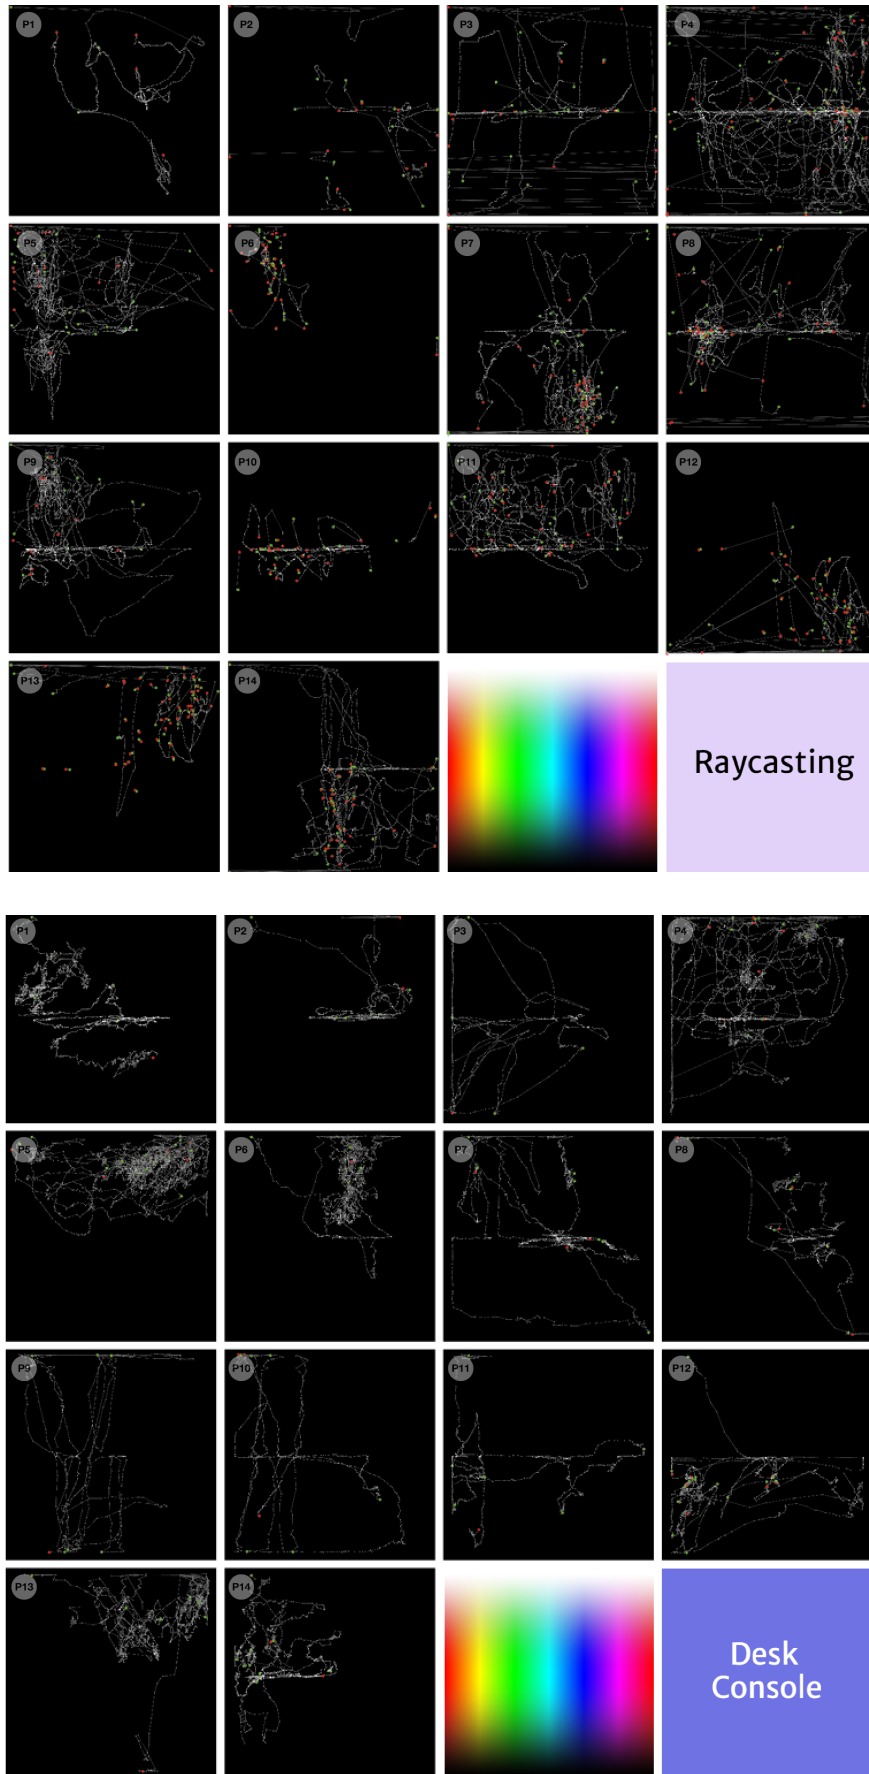 P1
P2
P3
P4
P5
P6
P7
P8
P9
P10
P11
P12
P13
P14
Raycasting
P1
P2
P3
P4
P5
P6
P7
P8
P9
P10
P11
P12
P13
P14
Desk
Console